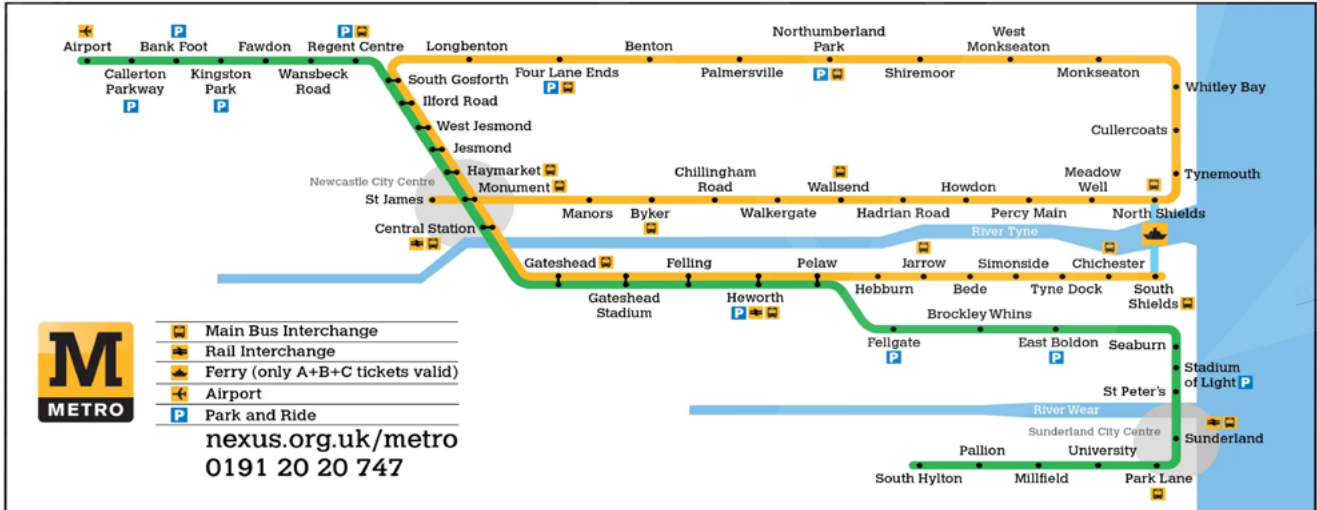 Airport
Callerton
Parkway
P
Bank Foot
P
Kingston
Park
P
Fawdon
Wansbeck
Road
Regent Centre
P
Longbenton
Four Lane Ends
P
Benton
Palmersville
Northumberland
Park
P
Shiremoor
West
Monkseaton
Monkseaton
Whitley Bay
Cullercoats
Tynemouth
South Gosforth
Ilford Road
West Jesmond
Jesmond
Haymarket
Newcastle City Centre
Monument
St James
Central Station
Manors
Byker
Chillingham
Road
Walkergate
Wallsend
Hadrian Road
Howdon
Percy Main
Meadow
Well
North Shields
River Tyne
Gateshead
Gateshead
Stadium
Felling
Heworth
P
Pelaw
Hebburn
Jarrow
Bede
Simonside
Tyne Dock
Chichester
South
Shields
Fellgate
P
Brockley Whins
East Boldon
P
Seaburn
Stadium
of Light P
St Peter's
River Wear
Sunderland City Centre
Sunderland
Park Lane
University
Millfield
Pallion
South Hylton
M
METRO
Main Bus Interchange
Rail Interchange
Ferry (only A+B+C tickets valid)
Airport
P Park and Ride
nexus.org.uk/metro
0191 20 20 747